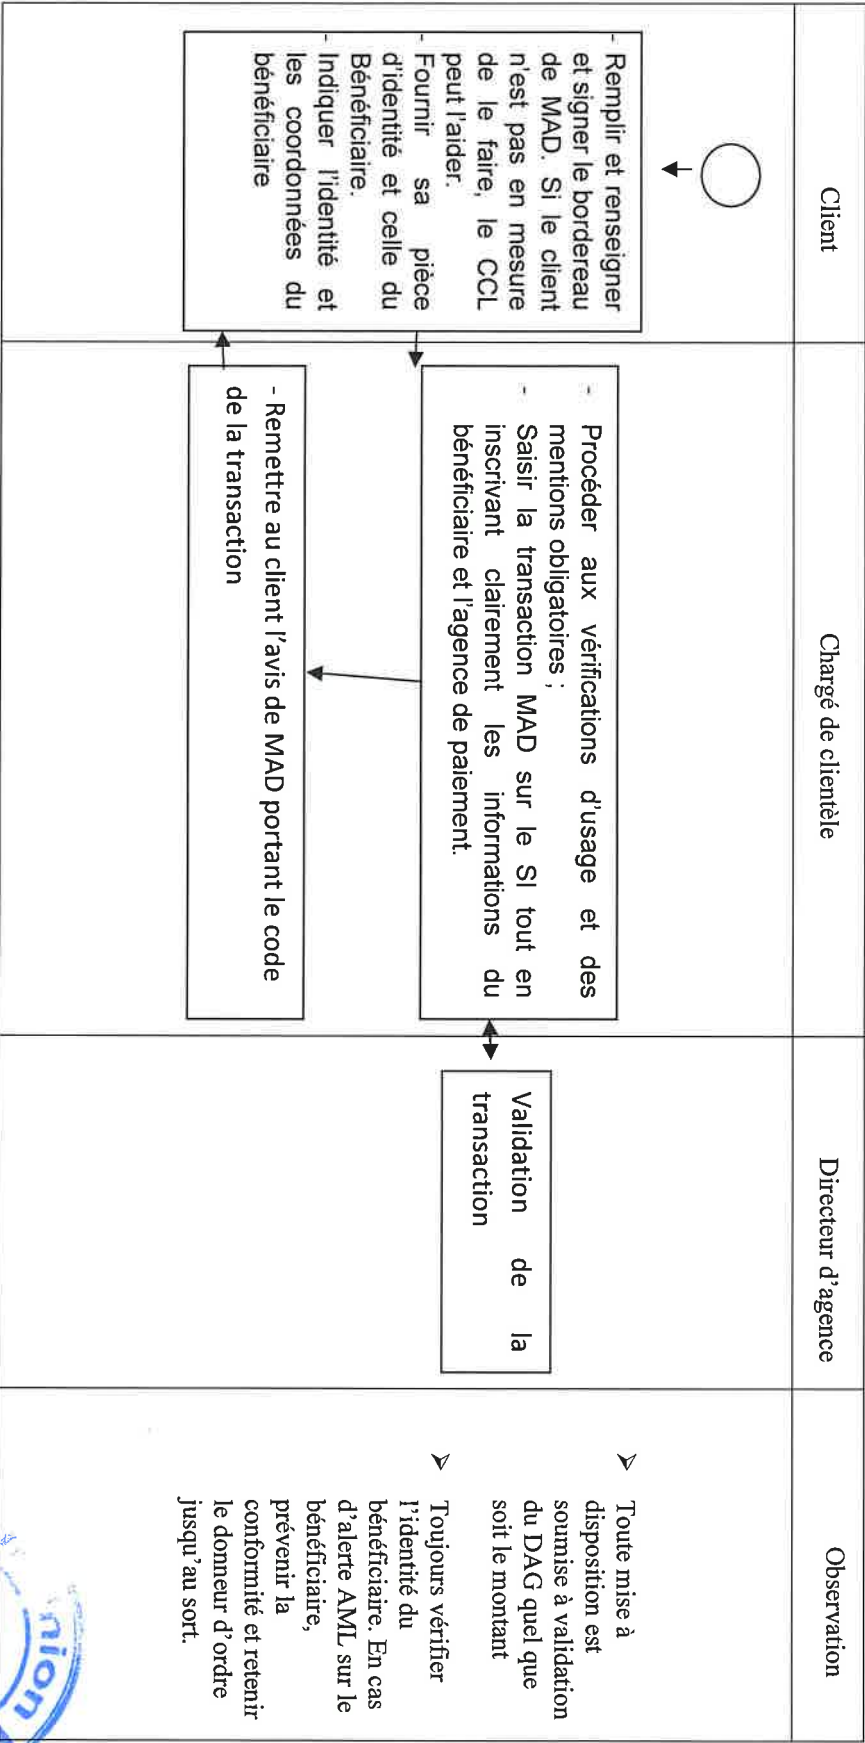 Client
Chargé de clientèle
Directeur d'agence
Observation
- Remplir et renseigner
et signer le bordereau
de MAD. Si le client
n'est pas en mesure
de le faire, le CCL
peut l'aider.
- Fournir sa pièce
d'identité et celle du
Bénéficiaire.
- Indiquer l'identité et
les coordonnées du
bénéficiaire
- Procéder aux vérifications d'usage et des
mentions obligatoires ;
- Saisir la transaction MAD sur le SI tout en
inscrivant clairement les informations du
bénéficiaire et l'agence de paiement.
- Remettre au client l'avis de MAD portant le code
de la transaction
Validation de la
transaction
➢ Toute mise à
disposition est
soumise à validation
du DAG quel que
soit le montant
➢ Toujours vérifier
l'identité du
bénéficiaire. En cas
d'alerte AML sur le
bénéficiaire,
prévenir la
conformité et retenir
le donneur d'ordre
jusqu'au sort.
nion